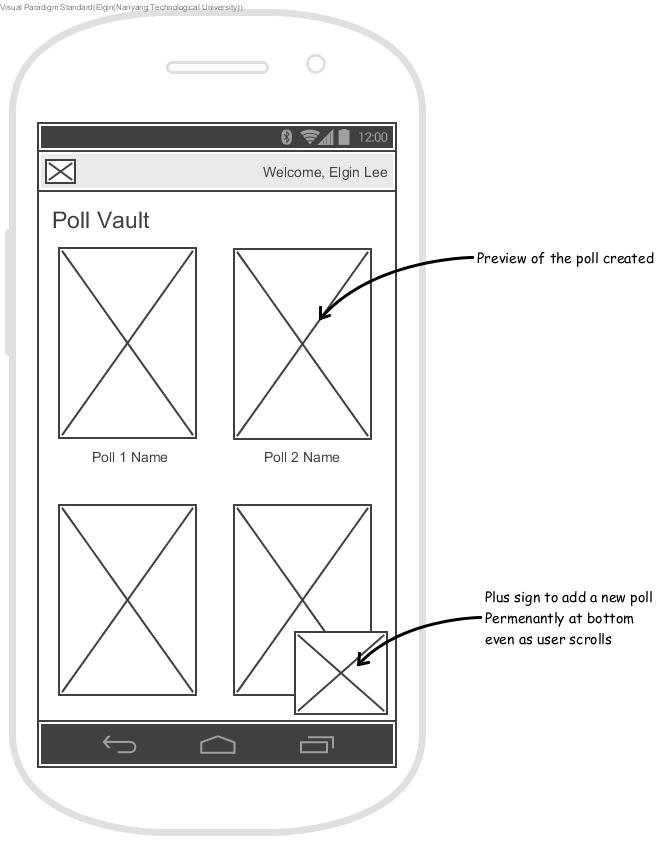 Visual Paradigm Standard(Elgin(Nanyang Technological University))
12:00
Welcome, Elgin Lee
Poll Vault
Preview of the poll created
Poll 1 Name
Poll 2 Name
Plus sign to add a new poll
Permenantly at bottom
even as user scrolls